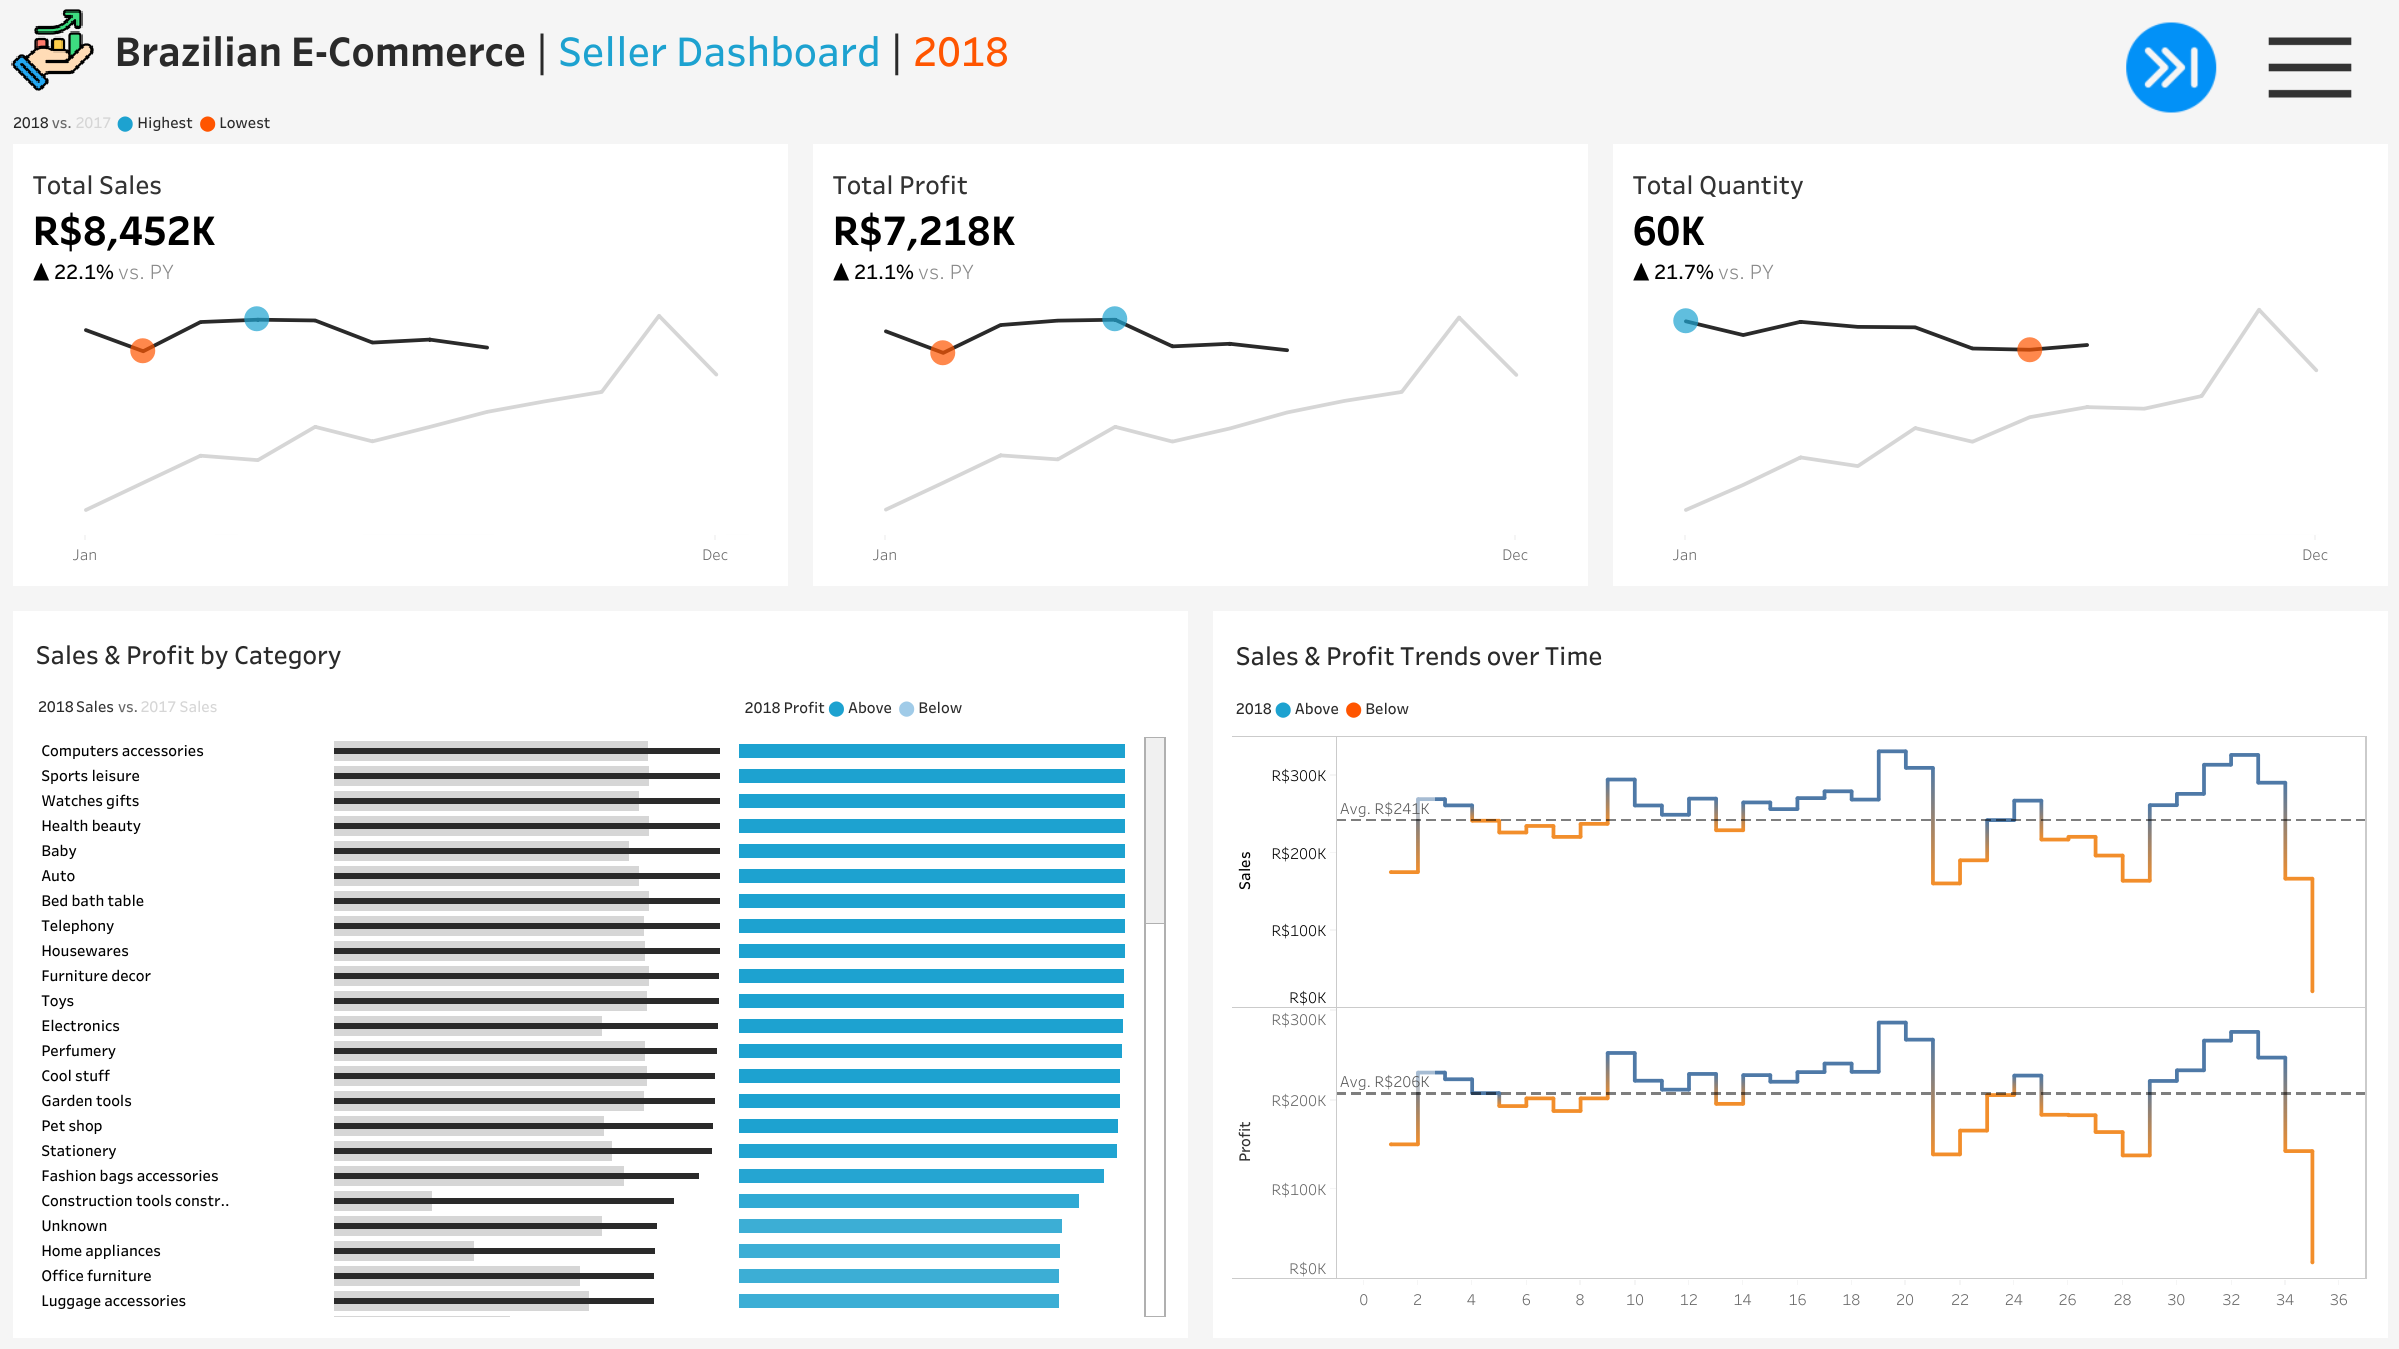 Brazilian E-Commerce | Seller Dashboard | 2018
2018 vs. 2017 Highest Lowest
Total Sales
R$8,452K
▲ 22.1% vs. PY
Jan Dec
Total Profit
R$7,218K
▲ 21.1% vs. PY
Jan Dec
Total Quantity
60K
▲ 21.7% vs. PY
Jan Dec
Sales & Profit by Category
2018 Sales vs. 2017 Sales
2018 Profit Above Below
Computers accessories
Sports leisure
Watches gifts
Health beauty
Baby
Auto
Bed bath table
Telephony
Housewares
Furniture decor
Toys
Electronics
Perfumery
Cool stuff
Garden tools
Pet shop
Stationery
Fashion bags accessories
Construction tools constr..
Unknown
Home appliances
Office furniture
Luggage accessories
Sales & Profit Trends over Time
2018 Above Below
Sales
R$300K
Avg. R$241K
R$200K
R$100K
R$0K
Profit
R$300K
Avg. R$206K
R$200K
R$100K
R$0K
0 2 4 6 8 10 12 14 16 18 20 22 24 26 28 30 32 34 36